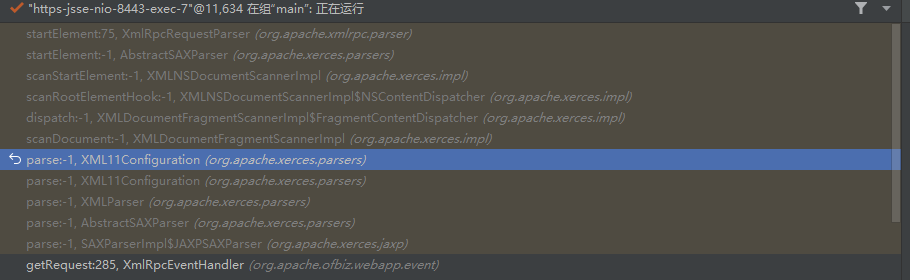 "https-jsse-nio-8443-exec-7"@11,634 在组"main": 正在运行
startElement:75, XmlRpcRequestParser (org.apache.xmlrpc.parser)
startElement:-1, AbstractSAXParser (org.apache.xerces.parsers)
scanStartElement:-1, XMLNSDocumentScannerImpl (org.apache.xerces.impl)
scanRootElementHook:-1, XMLNSDocumentScannerImpl$NSContentDispatcher (org.apache.xerces.impl)
dispatch:-1, XMLDocumentFragmentScannerImpl$FragmentContentDispatcher (org.apache.xerces.impl)
scanDocument:-1, XMLDocumentFragmentScannerImpl (org.apache.xerces.impl)
parse:-1, XML11Configuration (org.apache.xerces.parsers)
parse:-1, XML11Configuration (org.apache.xerces.parsers)
parse:-1, XMLParser (org.apache.xerces.parsers)
parse:-1, AbstractSAXParser (org.apache.xerces.parsers)
parse:-1, SAXParserImpl$JAXPSAXParser (org.apache.xerces.jaxp)
getRequest:285, XmlRpcEventHandler (org.apache.ofbiz.webapp.event)